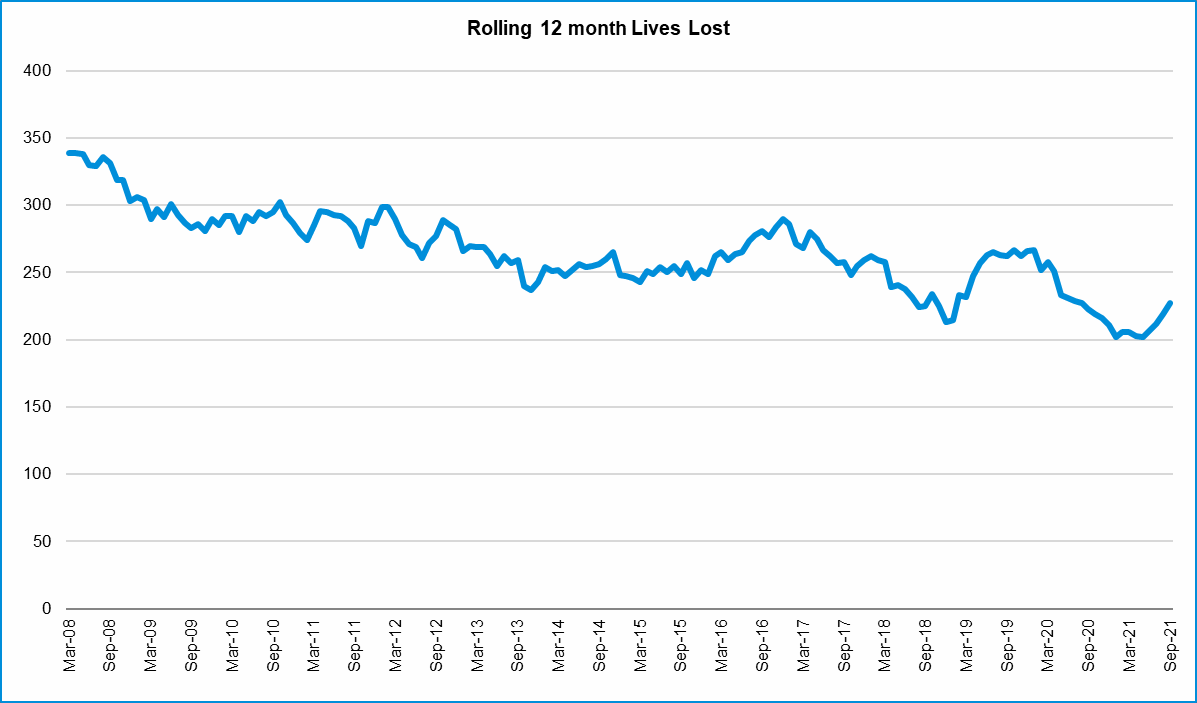 Rolling 12 month Lives Lost
400
350
300
250
200
150
100
50
0
Mar-08
Sep-08
Mar-09
Sep-09
Mar-10
Sep-10
Mar-11
Sep-11
Mar-12
Sep-12
Mar-13
Sep-13
Mar-14
Sep-14
Mar-15
Sep-15
Mar-16
Sep-16
Mar-17
Sep-17
Mar-18
Sep-18
Mar-19
Sep-19
Mar-20
Sep-20
Mar-21
Sep-21